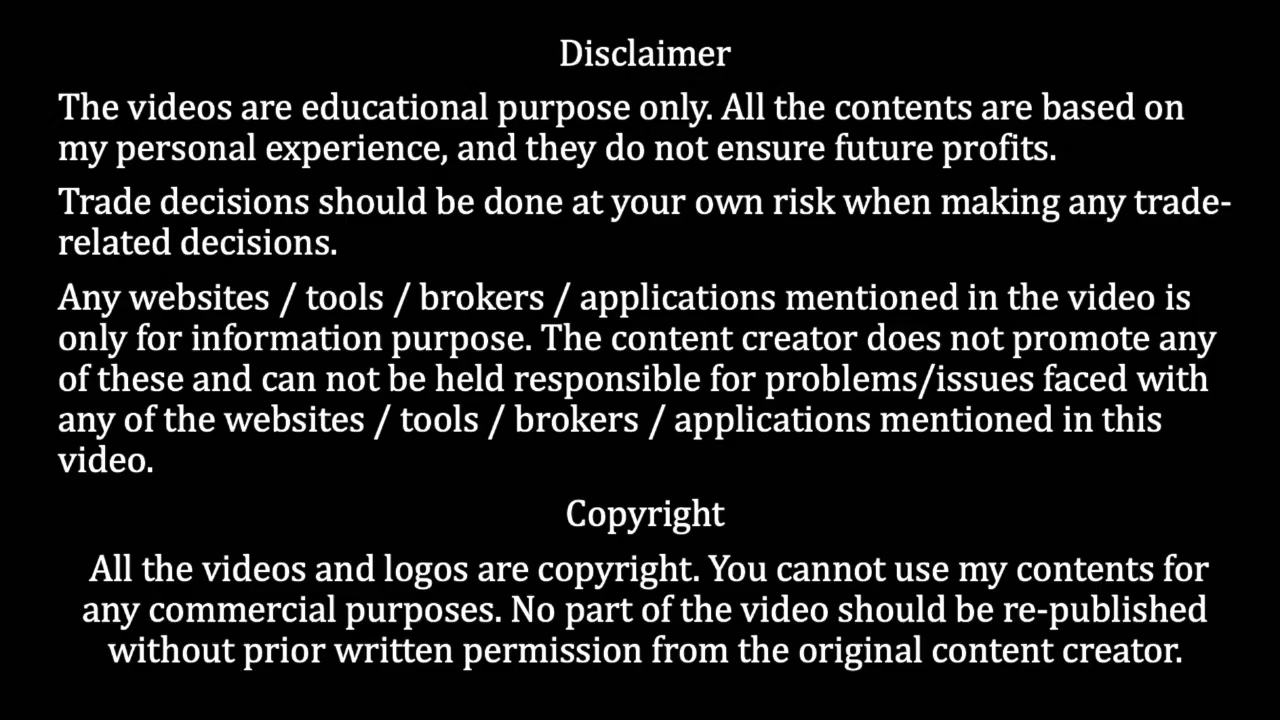 Disclaimer
The videos are educational purpose only. All the contents are based on
my personal experience, and they do not ensure future profits.
Trade decisions should be done at your own risk when making any trade-
related decisions.
Any websites / tools / brokers / applications mentioned in the video is
only for information purpose. The content creator does not promote any
of these and can not be held responsible for problems/issues faced with
any of the websites / tools / brokers / applications mentioned in this
video.
Copyright
All the videos and logos are copyright. You cannot use my contents for
any commercial purposes. No part of the video should be re-published
without prior written permission from the original content creator.